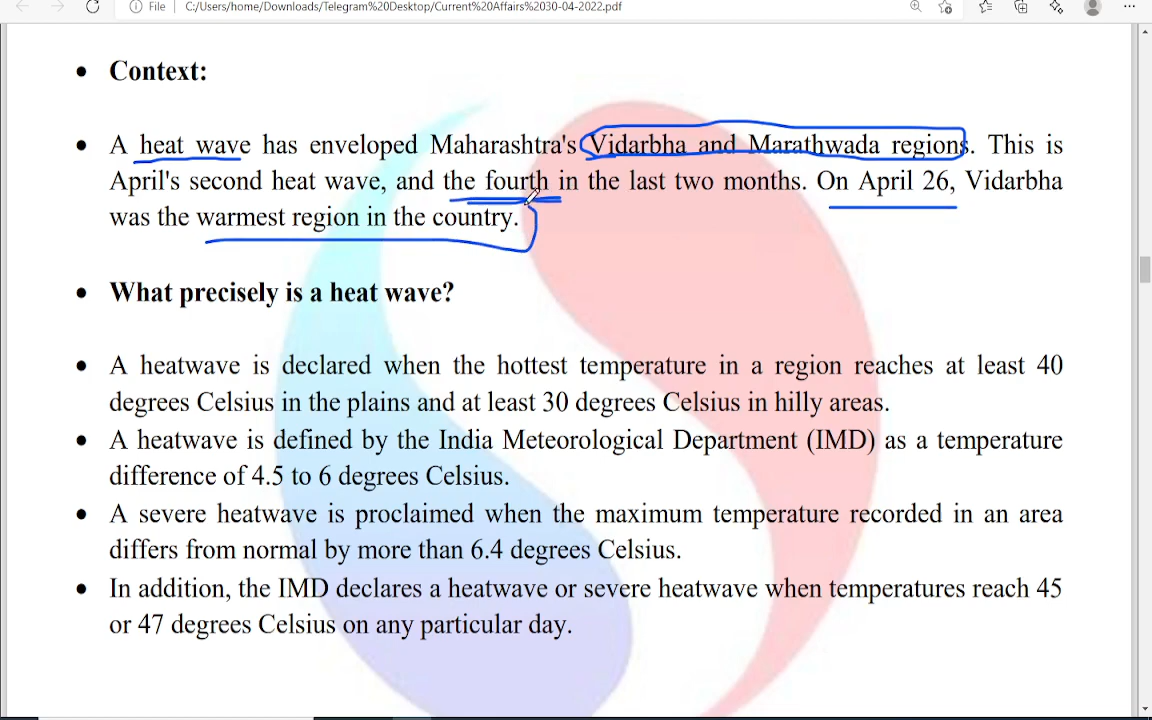 File
C:/Users/home/Downloads/Telegram%20Desktop/Current%20Affairs%2030-04-2022.pdf
• Context:
• A heat wave has enveloped Maharashtra's Vidarbha and Marathwada regions. This is
April's second heat wave, and the fourth in the last two months. On April 26, Vidarbha
was the warmest region in the country.
• What precisely is a heat wave?
• A heatwave is declared when the hottest temperature in a region reaches at least 40
degrees Celsius in the plains and at least 30 degrees Celsius in hilly areas.
• A heatwave is defined by the India Meteorological Department (IMD) as a temperature
difference of 4.5 to 6 degrees Celsius.
• A severe heatwave is proclaimed when the maximum temperature recorded in an area
differs from normal by more than 6.4 degrees Celsius.
• In addition, the IMD declares a heatwave or severe heatwave when temperatures reach 45
or 47 degrees Celsius on any particular day.